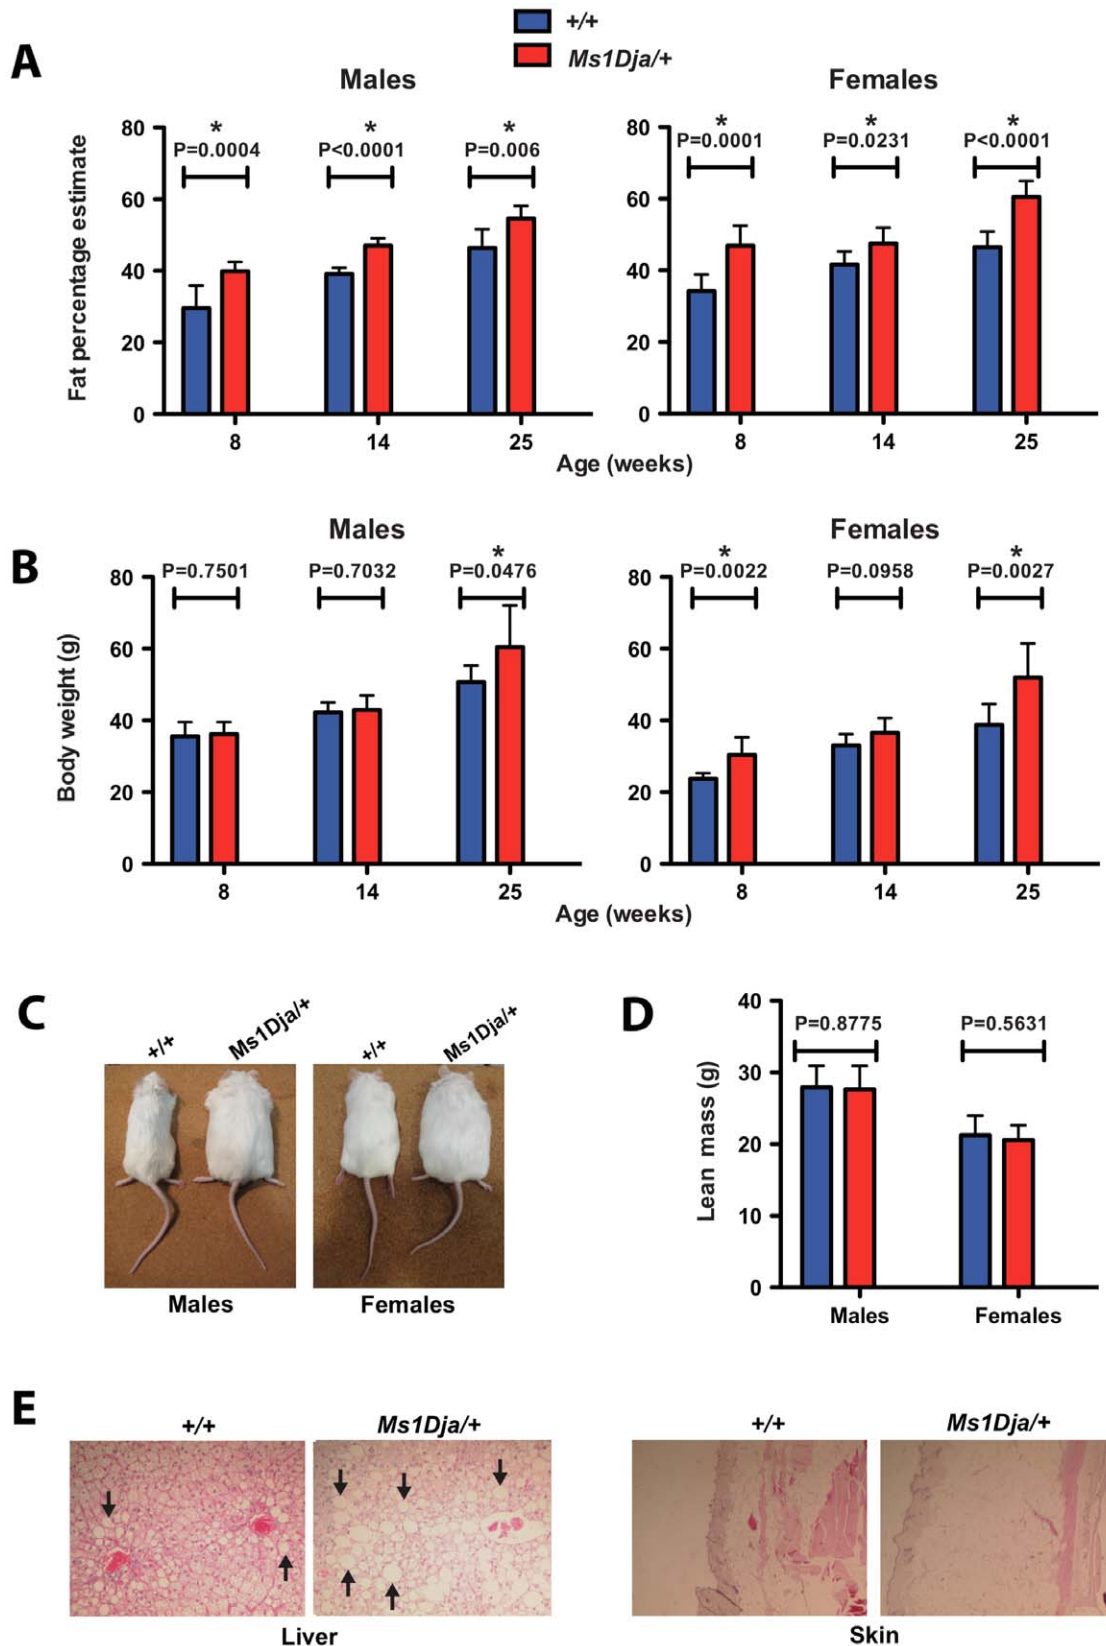 +/+
Ms1Dja/+
A
Males
Females
Fat percentage estimate
80
60
40
20
0
* * *
P=0.0004 P<0.0001 P=0.006
8 14 25
80
60
40
20
0
* * *
P=0.0001 P=0.0231 P<0.0001
8 14 25
Age (weeks)
B
Males
Females
Body weight (g)
80
60
40
20
0
*
P=0.7501 P=0.7032 P=0.0476
8 14 25
80
60
40
20
0
* *
P=0.0022 P=0.0958 P=0.0027
8 14 25
Age (weeks)
C
+/+ Ms1Dja/+
+/+ Ms1Dja/+
Males
Females
D
Lean mass (g)
40
30
20
10
0
P=0.8775 P=0.5631
Males Females
E
+/+ Ms1Dja/+
Liver
+/+ Ms1Dja/+
Skin